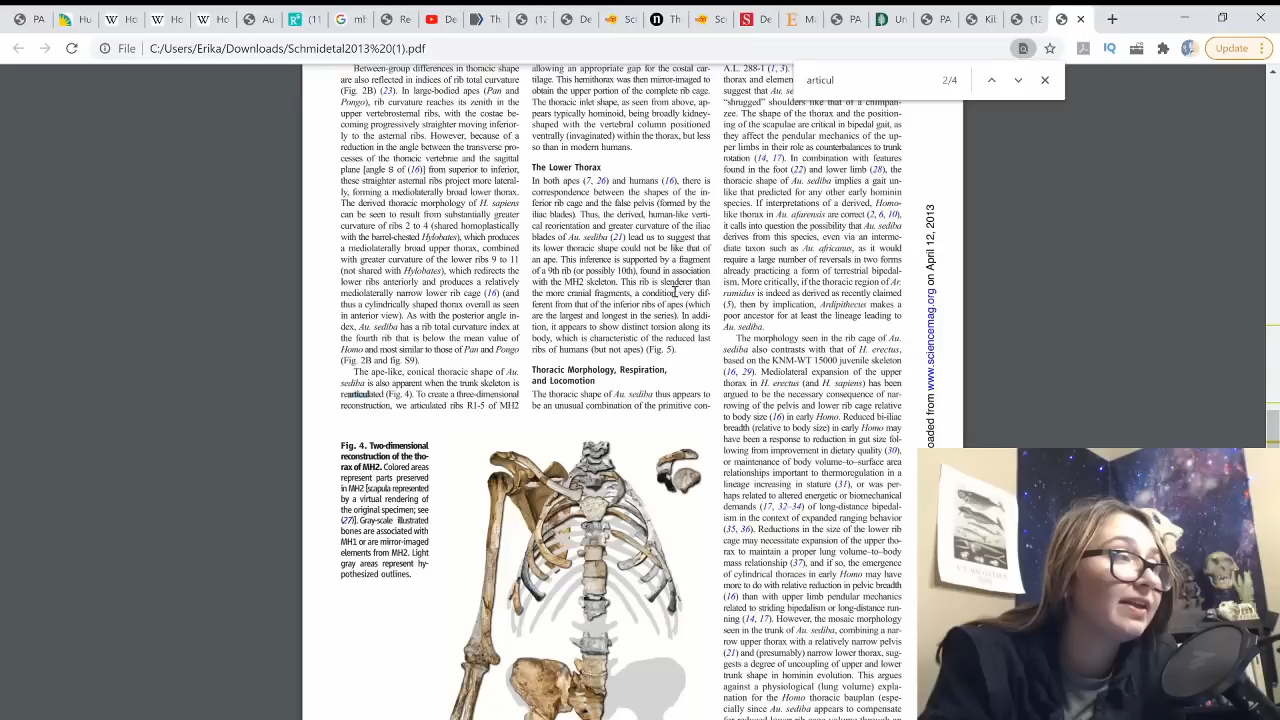 PA
Ho
W Ho
W Ho
W Ho
Au
(11
mh
Re
De
Th
(12
De
Sci
n Th
Sci
S De
E M
PA
Un
PA
Kil
(12
Se
File C:/Users/Erika/Downloads/Schmidetal2013%20(1).pdf
IQ
Update
articul 2/4
Between-group differences in thoracic shape
are also reflected in indices of rib total curvature
(Fig. 2B) (23). In large-bodied apes (Pan and
Pongo), rib curvature reaches its zenith in the
upper vertebrosternal ribs, with the costae be-
coming progressively straighter moving inferior-
ly to the asternal ribs. However, because of a
reduction in the angle between the transverse pro-
cesses of the thoracic vertebrae and the sagittal
plane [angle S of (16)] from superior to inferior,
these straighter asternal ribs project more lateral-
ly, forming a mediolaterally broad lower thorax.
The derived thoracic morphology of H. sapiens
can be seen to result from substantially greater
curvature of ribs 2 to 4 (shared homoplastically
with the barrel-chested Hylobates), which produces
a mediolaterally broad upper thorax, combined
with greater curvature of the lower ribs 9 to 11
(not shared with Hylobates), which redirects the
lower ribs anteriorly and produces a relatively
mediolaterally narrow lower rib cage (16) (and
thus a cylindrically shaped thorax overall as seen
in anterior view). As with the posterior angle in-
dex, Au. sediba has a rib total curvature index at
the fourth rib that is below the mean value of
Homo and most similar to those of Pan and Pongo
(Fig. 2B and fig. S9).
The ape-like, conical thoracic shape of Au.
sediba is also apparent when the trunk skeleton is
rearticulated (Fig. 4). To create a three-dimensional
reconstruction, we articulated ribs R1-5 of MH2
allowing an appropriate gap for the costal car-
tilage. This hemithorax was then mirror-imaged to
obtain the upper portion of the complete rib cage.
The thoracic inlet shape, as seen from above, ap-
pears typically hominoid, being broadly kidney-
shaped with the vertebral column positioned
ventrally (invaginated) within the thorax, but less
so than in modern humans.
The Lower Thorax
In both apes (7, 26) and humans (16), there is
correspondence between the shapes of the in-
ferior rib cage and the false pelvis (formed by the
iliac blades). Thus, the derived, human-like verti-
cal reorientation and greater curvature of the iliac
blades of Au. sediba (21) lead us to suggest that
its lower thoracic shape could not be like that of
an ape. This inference is supported by a fragment
of a 9th rib (or possibly 10th), found in association
with the MH2 skeleton. This rib is slenderer than
the more cranial fragments, a condition very dif-
ferent from that of the inferior ribs of apes (which
are the largest and longest in the series). In addi-
tion, it appears to show distinct torsion along its
body, which is characteristic of the reduced last
ribs of humans (but not apes) (Fig. 5).
Thoracic Morphology, Respiration,
and Locomotion
The thoracic shape of Au. sediba thus appears to
be an unusual combination of the primitive con-
A.L. 288-1 (1, 3).
thorax and elemen
suggest that Au. se
"shrugged" shoulders like that of a chimpan-
zee. The shape of the thorax and the position-
ing of the scapulae are critical in bipedal gait, as
they affect the pendular mechanics of the up-
per limbs in their role as counterbalances to trunk
rotation (14, 17). In combination with features
found in the foot (22) and lower limb (28), the
thoracic shape of Au. sediba implies a gait un-
like that predicted for any other early hominin
species. If interpretations of a derived, Homo-
like thorax in Au. afarensis are correct (2, 6, 10),
it calls into question the possibility that Au. sediba
derives from this species, even via an interme-
diate taxon such as Au. africanus, as it would
require a large number of reversals in two forms
already practicing a form of terrestrial bipedal-
ism. More critically, if the thoracic region of Ar.
ramidus is indeed as derived as recently claimed
(5), then by implication, Ardipithecus makes a
poor ancestor for at least the lineage leading to
Au. sediba.
The morphology seen in the rib cage of Au.
sediba also contrasts with that of H. erectus,
based on the KNM-WT 15000 juvenile skeleton
(16, 29). Mediolateral expansion of the upper
thorax in H. erectus (and H. sapiens) has been
argued to be the necessary consequence of nar-
rowing of the pelvis and lower rib cage relative
to body size (16) in early Homo. Reduced bi-iliac
breadth (relative to body size) in early Homo may
have been a response to reduction in gut size fol-
lowing from improvement in dietary quality (30),
or maintenance of body volume–to–surface area
relationships important to thermoregulation in a
lineage increasing in stature (31), or was per-
haps related to altered energetic or biomechanical
demands (17, 32–34) of long-distance bipedal-
ism in the context of expanded ranging behavior
(35, 36). Reductions in the size of the lower rib
cage may necessitate expansion of the upper tho-
rax to maintain a proper lung volume–to–body
mass relationship (37), and if so, the emergence
of cylindrical thoraces in early Homo may have
more to do with relative reduction in pelvic breadth
(16) than with upper limb pendular mechanics
related to striding bipedalism or long-distance run-
ning (14, 17). However, the mosaic morphology
seen in the trunk of Au. sediba, combining a nar-
row upper thorax with a relatively narrow pelvis
(21) and (presumably) narrow lower thorax, sug-
gests a degree of uncoupling of upper and lower
trunk shape in hominin evolution. This argues
against a physiological (lung volume) expla-
nation for the Homo thoracic bauplan (espe-
cially since Au. sediba appears to compensate
Fig. 4. Two-dimensional
reconstruction of the tho-
rax of MH2. Colored areas
represent parts preserved
in MH2 [scapula represented
by a virtual rendering of
the original specimen; see
(27)]. Gray-scale illustrated
bones are associated with
MH1 or are mirror-imaged
elements from MH2. Light
gray areas represent hy-
pothesized outlines.
oaded from www.sciencemag.org on April 12, 2013